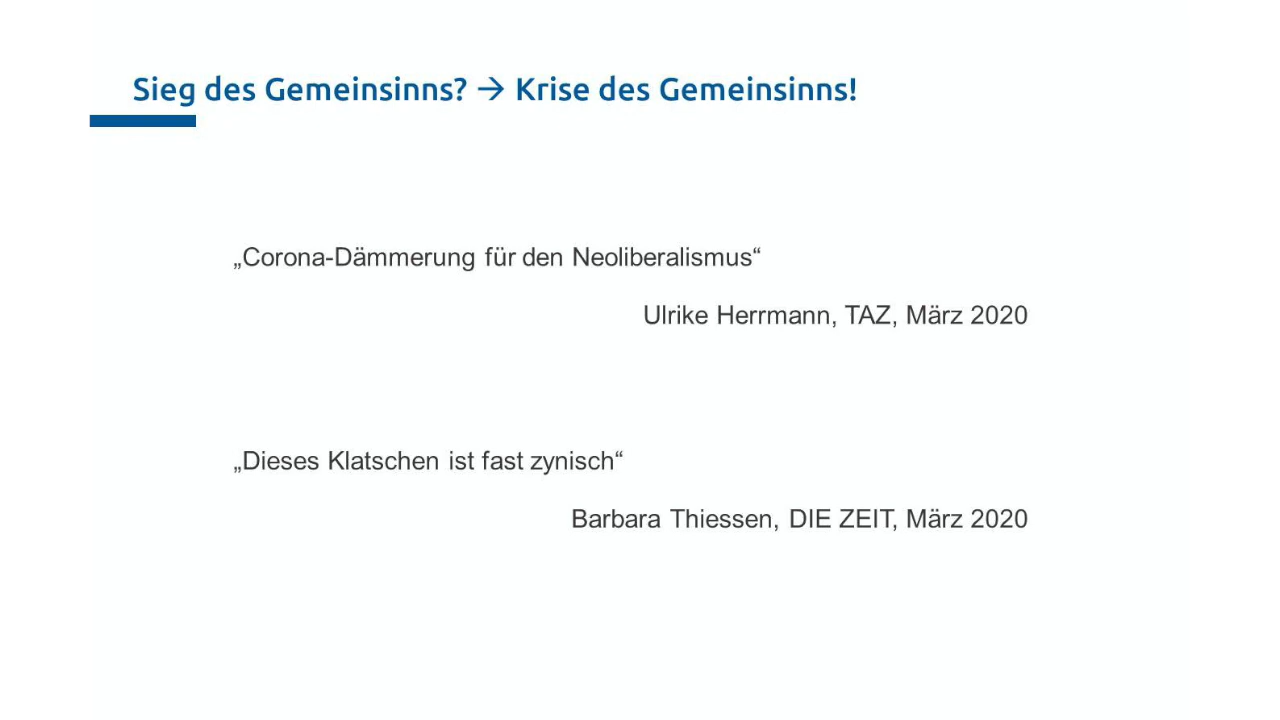 Sieg des Gemeinsinns? → Krise des Gemeinsinns!
„Corona-Dämmerung für den Neoliberalismus“
Ulrike Herrmann, TAZ, März 2020
„Dieses Klatschen ist fast zynisch“
Barbara Thiessen, DIE ZEIT, März 2020